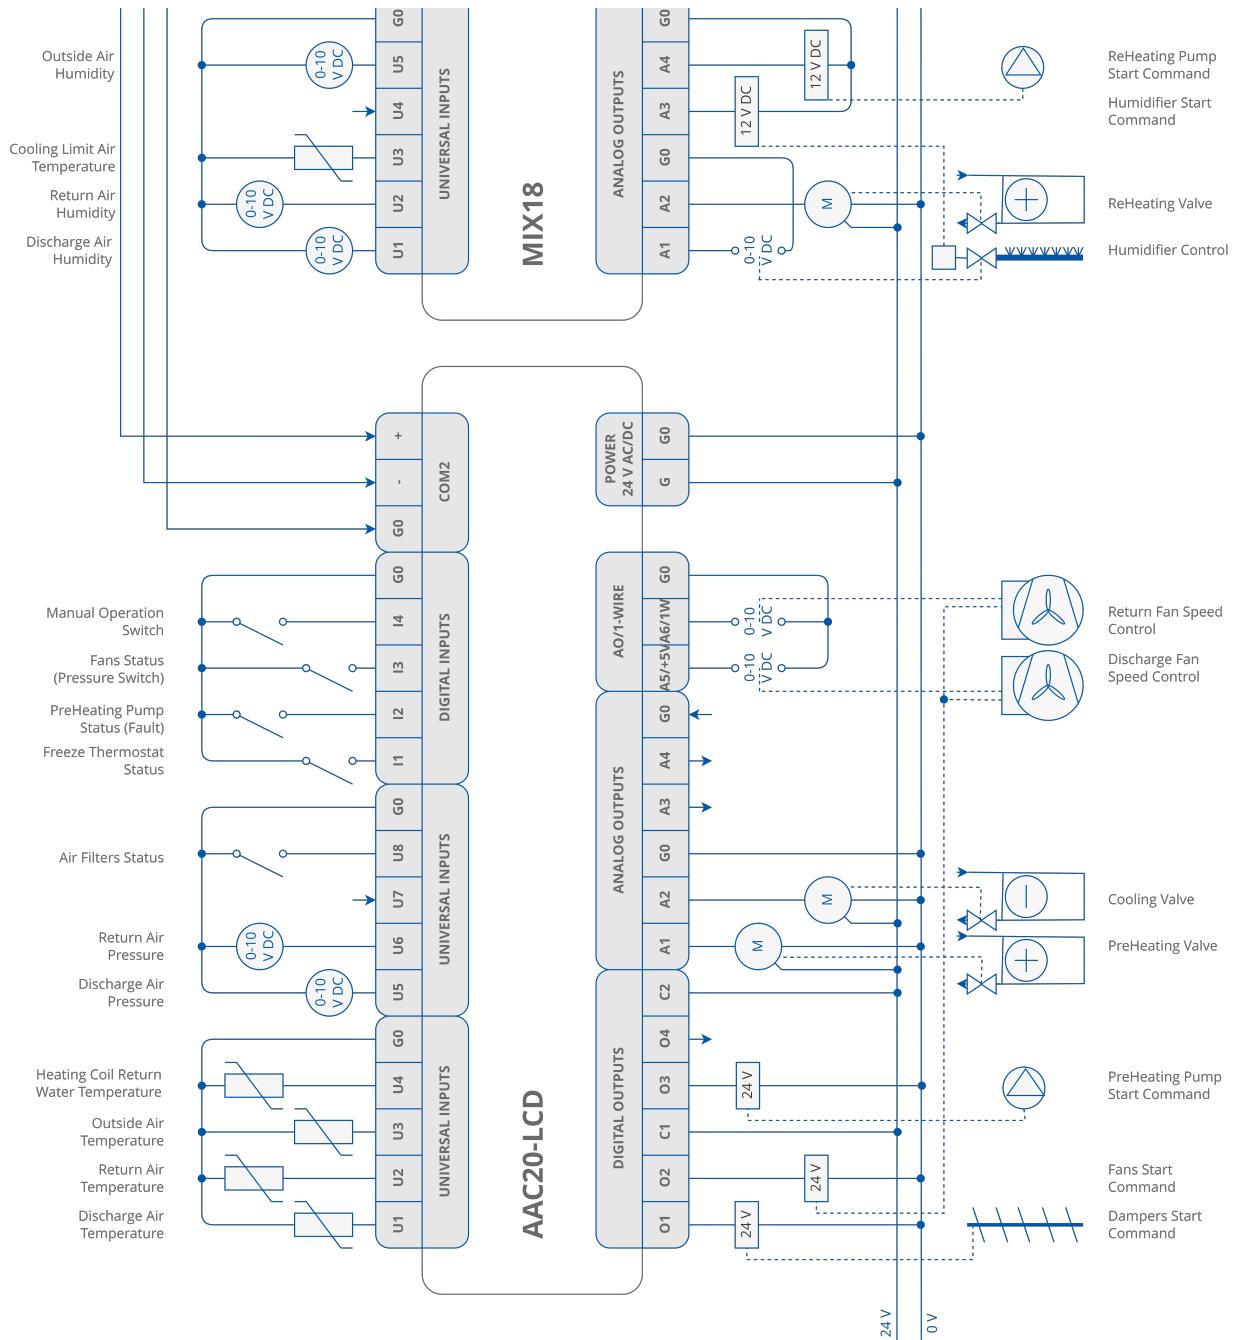 Outside Air
Humidity
Cooling Limit Air
Temperature
Return Air
Humidity
Discharge Air
Humidity
0-10
V DC
0-10
V DC
0-10
V DC
G0
U5
U4
U3
U2
U1
UNIVERSAL INPUTS
MIX18
ANALOG OUTPUTS
G0
A4
A3
G0
A2
A1
12 V DC
12 V DC
M
0-10
V DC
ReHeating Pump
Start Command
Humidifier Start
Command
ReHeating Valve
Humidifier Control
+
-
G0
COM2
POWER
24 V AC/DC
G0
G
Manual Operation
Switch
Fans Status
(Pressure Switch)
PreHeating Pump
Status (Fault)
Freeze Thermostat
Status
G0
I4
I3
I2
I1
DIGITAL INPUTS
AO/1-WIRE
G0
A6/1W
A5/+5V
0-10
V DC
0-10
V DC
Return Fan Speed
Control
Discharge Fan
Speed Control
Air Filters Status
Return Air
Pressure
Discharge Air
Pressure
0-10
V DC
0-10
V DC
G0
U8
U7
U6
U5
UNIVERSAL INPUTS
ANALOG OUTPUTS
G0
A4
A3
G0
A2
A1
M
M
Cooling Valve
PreHeating Valve
Heating Coil Return
Water Temperature
Outside Air
Temperature
Return Air
Temperature
Discharge Air
Temperature
G0
U4
U3
U2
U1
UNIVERSAL INPUTS
AAC20-LCD
DIGITAL OUTPUTS
C2
O4
O3
C1
O2
O1
24 V
24 V
24 V
PreHeating Pump
Start Command
Fans Start
Command
Dampers Start
Command
24 V
0 V